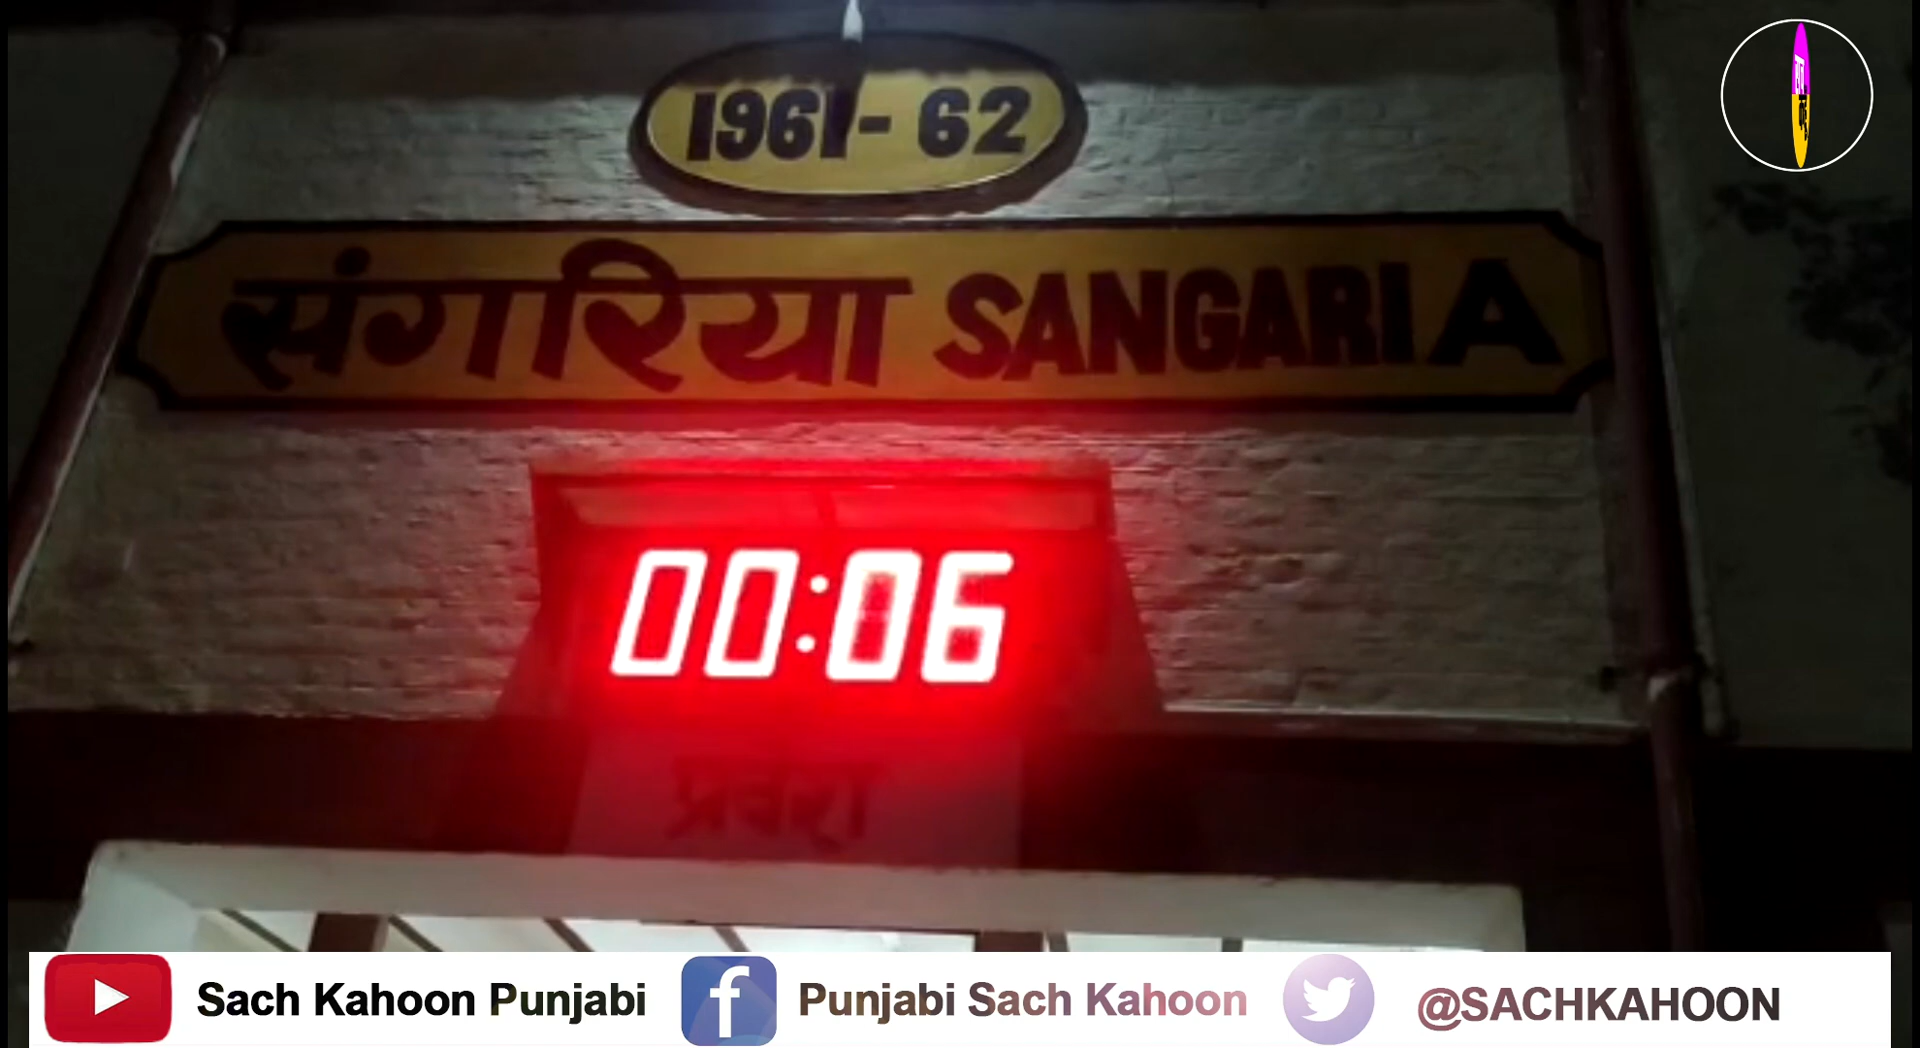 1961-62
संगरिया SANGARIA
00:06
Sach Kahoon Punjabi Punjabi Sach Kahoon @SACHKAHOON